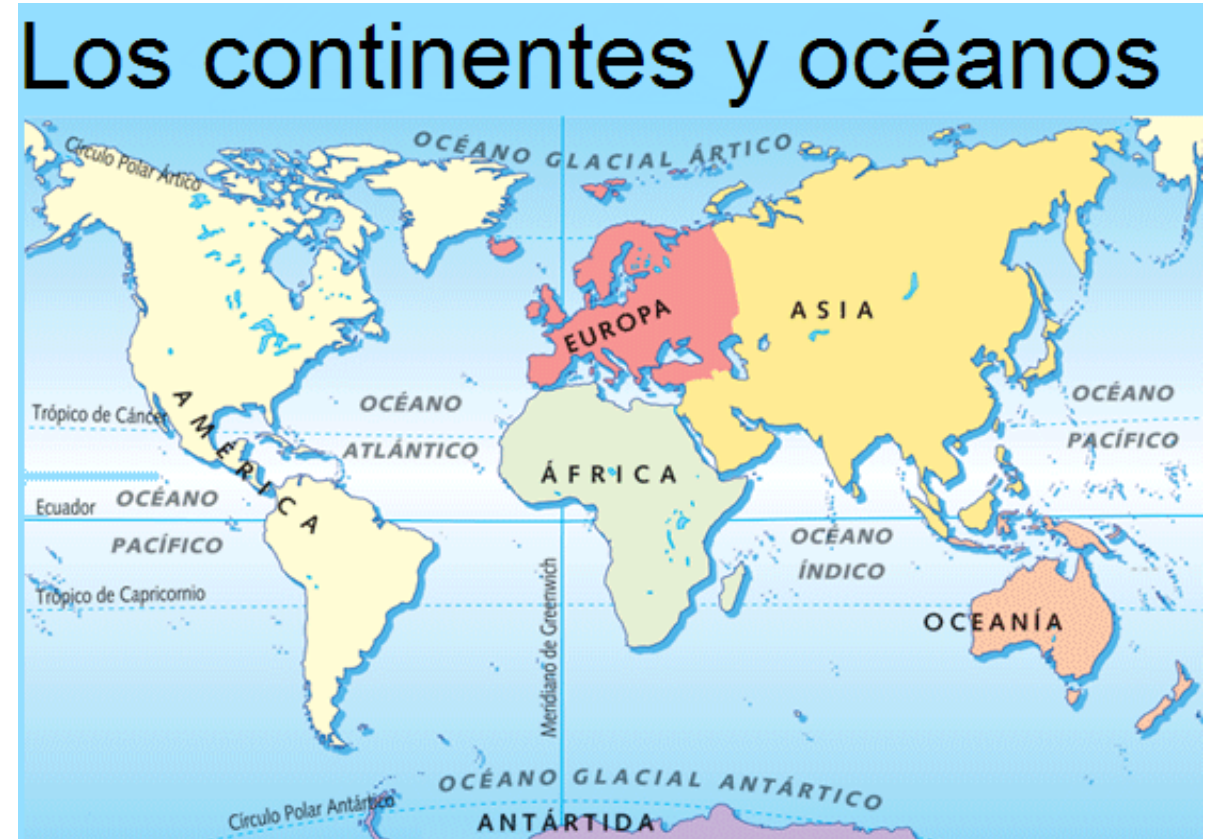 Los continentes y océanos
OCÉANO GLACIAL ÁRTICO
Círculo Polar Ártico
EUROPA
ASIA
AMÉRICA
OCÉANO
ATLÁNTICO
Trópico de Cáncer
OCÉANO
PACÍFICO
ÁFRICA
Ecuador
OCÉANO
PACÍFICO
OCÉANO
ÍNDICO
Trópico de Capricornio
Meridiano de Greenwich
OCEANÍA
OCÉANO GLACIAL ANTÁRTICO
Círculo Polar Antártico
ANTÁRTIDA